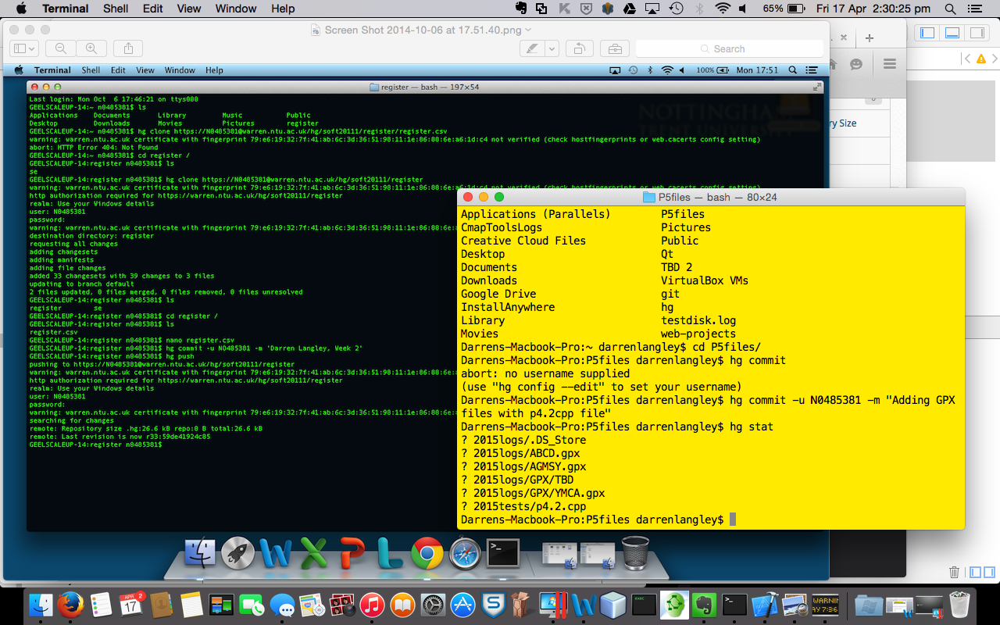 Terminal Shell Edit View Window Help 65% Fri 17 Apr 2:30:25 pm
Screen Shot 2014-10-06 at 17.51.40.png
Search
Terminal Shell Edit View Window Help 100% Mon 17:51
register — bash — 197×54
Last login: Mon Oct 6 17:46:21 on ttys000
GEELSCALEUP-14:~ n0485381$ ls
Applications Documents Library Music Public
Desktop Downloads Movies Pictures register
GEELSCALEUP-14:~ n0485381$ hg clone https://N0485381@warren.ntu.ac.uk/hg/soft20111/register/register.csv
warning: warren.ntu.ac.uk certificate with fingerprint 79:e6:19:32:7f:41:ab:6c:3d:36:51:98:11:1e:86:88:6e:a6:1d:c4 not verified (check hostfingerprints or web.cacerts config setting)
abort: HTTP Error 404: Not Found
GEELSCALEUP-14:~ n0485381$ cd register /
GEELSCALEUP-14:register n0485381$ ls
se
GEELSCALEUP-14:register n0485381$ hg clone https://N0485381@warren.ntu.ac.uk/hg/soft20111/register
warning: warren.ntu.ac.uk certificate with fingerprint 79:e6:19:32:7f:41:ab:6c:3d:36:51:98:11:1e:86:88:6e:a6:1d:c4 not verified (check hostfingerprints or web.cacerts config setting)
http authorization required for https://warren.ntu.ac.uk/hg/soft20111/register
realm: Use your Windows details
user: N0485381
password:
warning: warren.ntu.ac.uk certificate with fingerprint 79:e6:19:32:7f:41:ab:6c:3d:36:51:98:11:1e:86:88:6e:
destination directory: register
requesting all changes
adding changesets
adding manifests
adding file changes
added 33 changesets with 39 changes to 3 files
updating to branch default
2 files updated, 0 files merged, 0 files removed, 0 files unresolved
GEELSCALEUP-14:register n0485381$ ls
register se
GEELSCALEUP-14:register n0485381$ cd register /
GEELSCALEUP-14:register n0485381$ ls
register.csv
GEELSCALEUP-14:register n0485381$ nano register.csv
GEELSCALEUP-14:register n0485381$ hg commit -u N0485381 -m 'Darren Langley, Week 2'
GEELSCALEUP-14:register n0485381$ hg push
pushing to https://N0485381@warren.ntu.ac.uk/hg/soft20111/register
warning: warren.ntu.ac.uk certificate with fingerprint 79:e6:19:32:7f:41:ab:6c:3d:36:51:98:11:1e:86:88:6e:
http authorization required for https://warren.ntu.ac.uk/hg/soft20111/register
realm: Use your Windows details
user: N0485381
password:
warning: warren.ntu.ac.uk certificate with fingerprint 79:e6:19:32:7f:41:ab:6c:3d:36:51:98:11:1e:86:88:6e:
searching for changes
remote: Repository size .hg:26.6 kB repo:0 B total:26.6 kB
remote: Last revision is now r33:59de41924c05
GEELSCALEUP-14:register n0485381$
NOTTINGHA
ry Size
P5files — bash — 80×24
Applications (Parallels) P5files
CmapToolsLogs Pictures
Creative Cloud Files Public
Desktop Qt
Documents TBD 2
Downloads VirtualBox VMs
Google Drive git
InstallAnywhere hg
Library testdisk.log
Movies web-projects
Darrens-Macbook-Pro:~ darrenlangley$ cd P5files/
Darrens-Macbook-Pro:P5files darrenlangley$ hg commit
abort: no username supplied
(use "hg config --edit" to set your username)
Darrens-Macbook-Pro:P5files darrenlangley$ hg commit -u N0485381 -m "Adding GPX
files with p4.2cpp file"
Darrens-Macbook-Pro:P5files darrenlangley$ hg stat
? 2015logs/.DS_Store
? 2015logs/ABCD.gpx
? 2015logs/AGMSY.gpx
? 2015logs/GPX/TBD
? 2015logs/GPX/YMCA.gpx
? 2015tests/p4.2.cpp
Darrens-Macbook-Pro:P5files darrenlangley$
APR 2
17
exec
WARNIN
AY 7:36